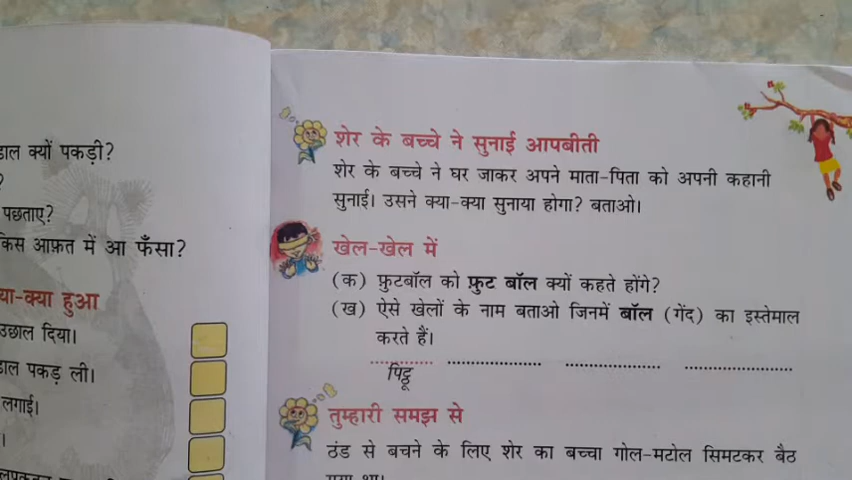 डाल क्यों पकड़ी?
?
पछताए?
किस आफ़त में आ फँसा?
या-क्या हुआ
उछाल दिया।
डाल पकड़ ली।
लगाई।
।
शेर के बच्चे ने सुनाई आपबीती
शेर के बच्चे ने घर जाकर अपने माता-पिता को अपनी कहानी
सुनाई। उसने क्या-क्या सुनाया होगा? बताओ।
खेल-खेल में
(क) फ़ुटबॉल को फ़ुट बॉल क्यों कहते होंगे?
(ख) ऐसे खेलों के नाम बताओ जिनमें बॉल (गेंद) का इस्तेमाल
करते हैं।
पिट्ठू
तुम्हारी समझ से
ठंड से बचने के लिए शेर का बच्चा गोल-मटोल सिमटकर बैठ